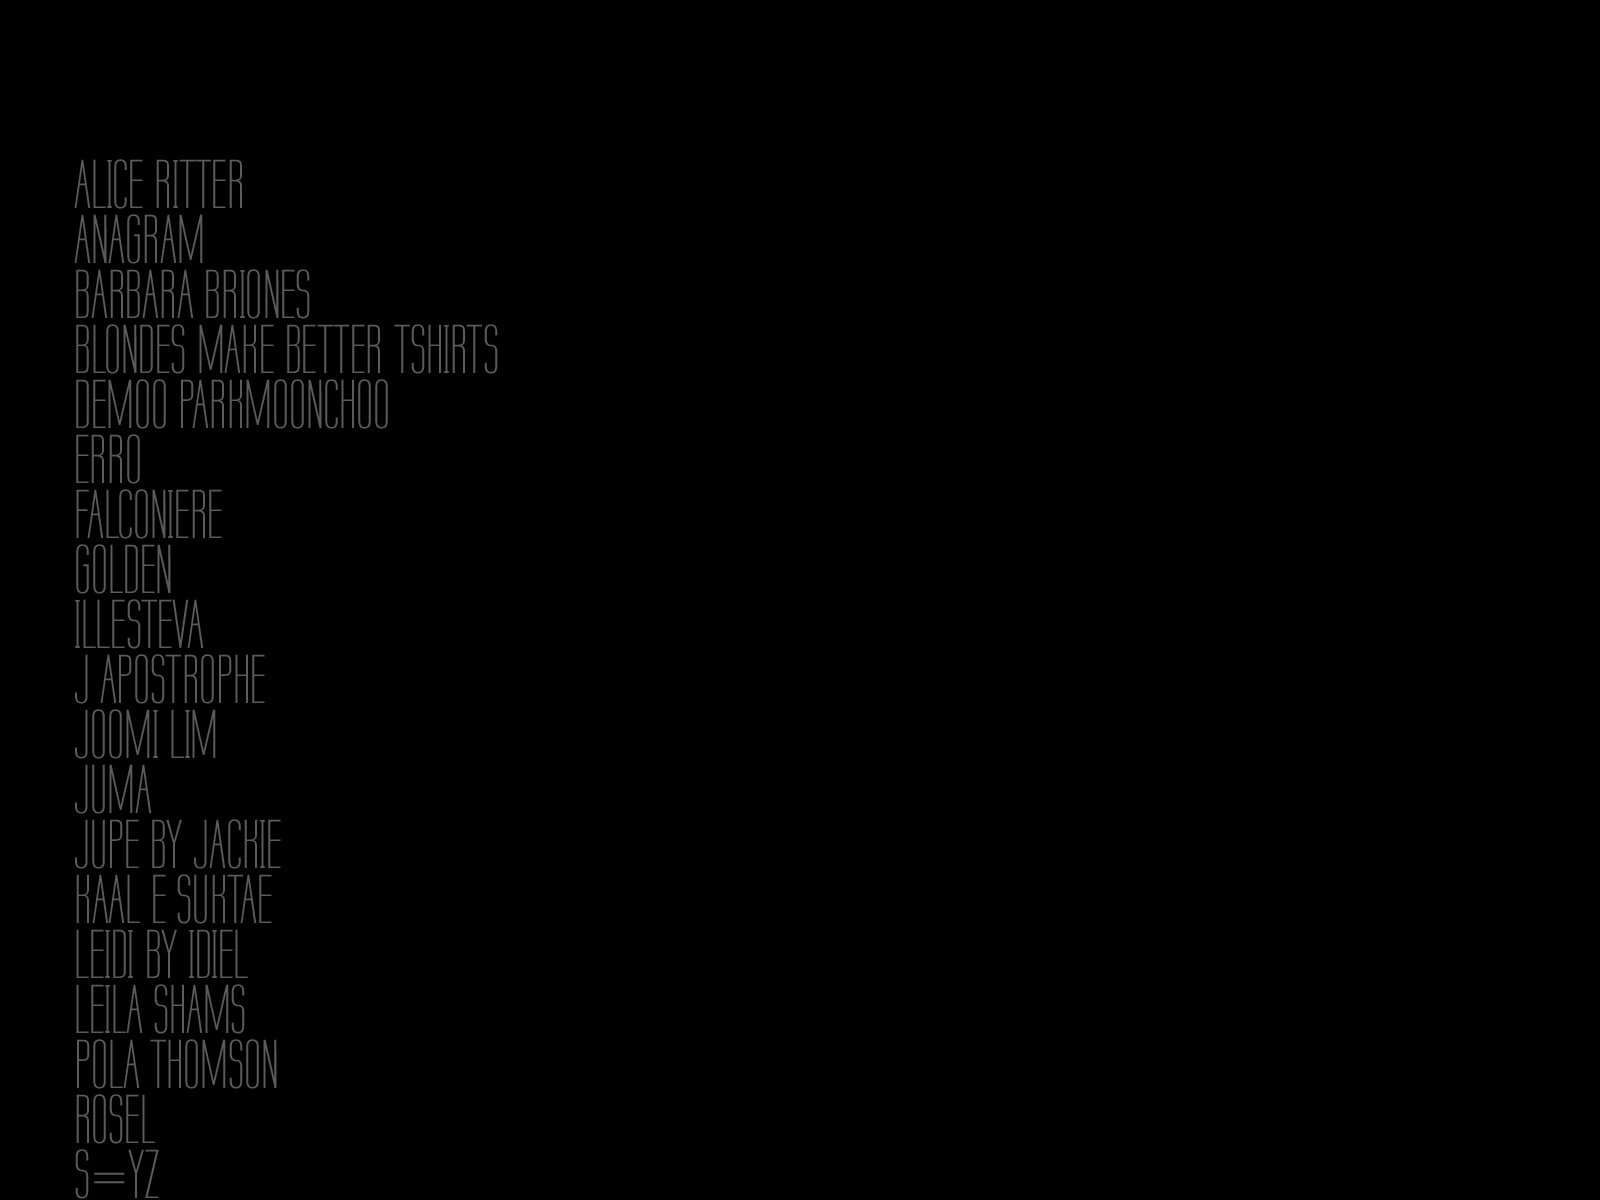 ALICE RITTER
ANAGRAM
BARBARA BRIONES
BLONDES MAKE BETTER TSHIRTS
DEMOO PARKMOONCHOO
ERRO
FALCONIERE
GOLDEN
ILLESTEVA
J APOSTROPHE
JOOMI LIM
JUMA
JUPE BY JACKIE
KAAL E SUKTAE
LEIDI BY IDIEL
LEILA SHAMS
POLA THOMSON
ROSEL
S=YZ